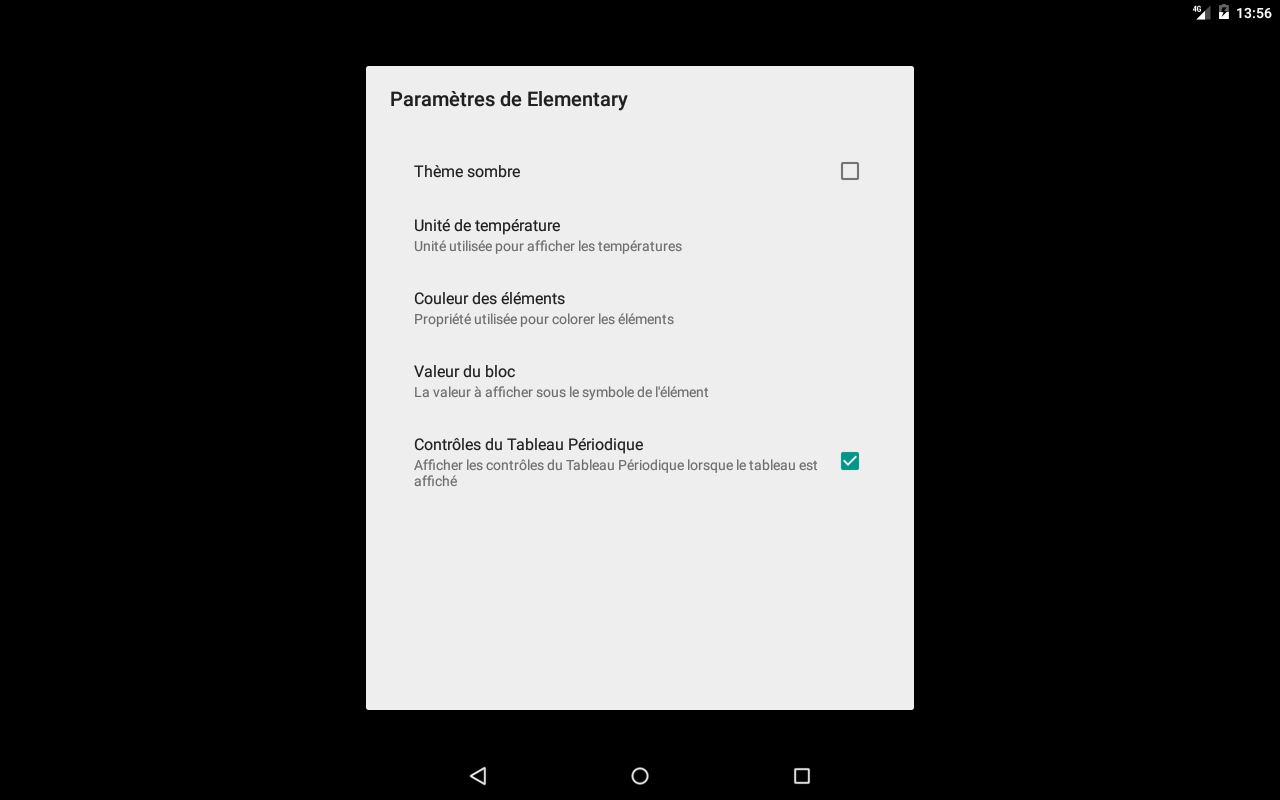 4G 13:56
Paramètres de Elementary
Thème sombre
Unité de température
Unité utilisée pour afficher les températures
Couleur des éléments
Propriété utilisée pour colorer les éléments
Valeur du bloc
La valeur à afficher sous le symbole de l'élément
Contrôles du Tableau Périodique
Afficher les contrôles du Tableau Périodique lorsque le tableau est
affiché